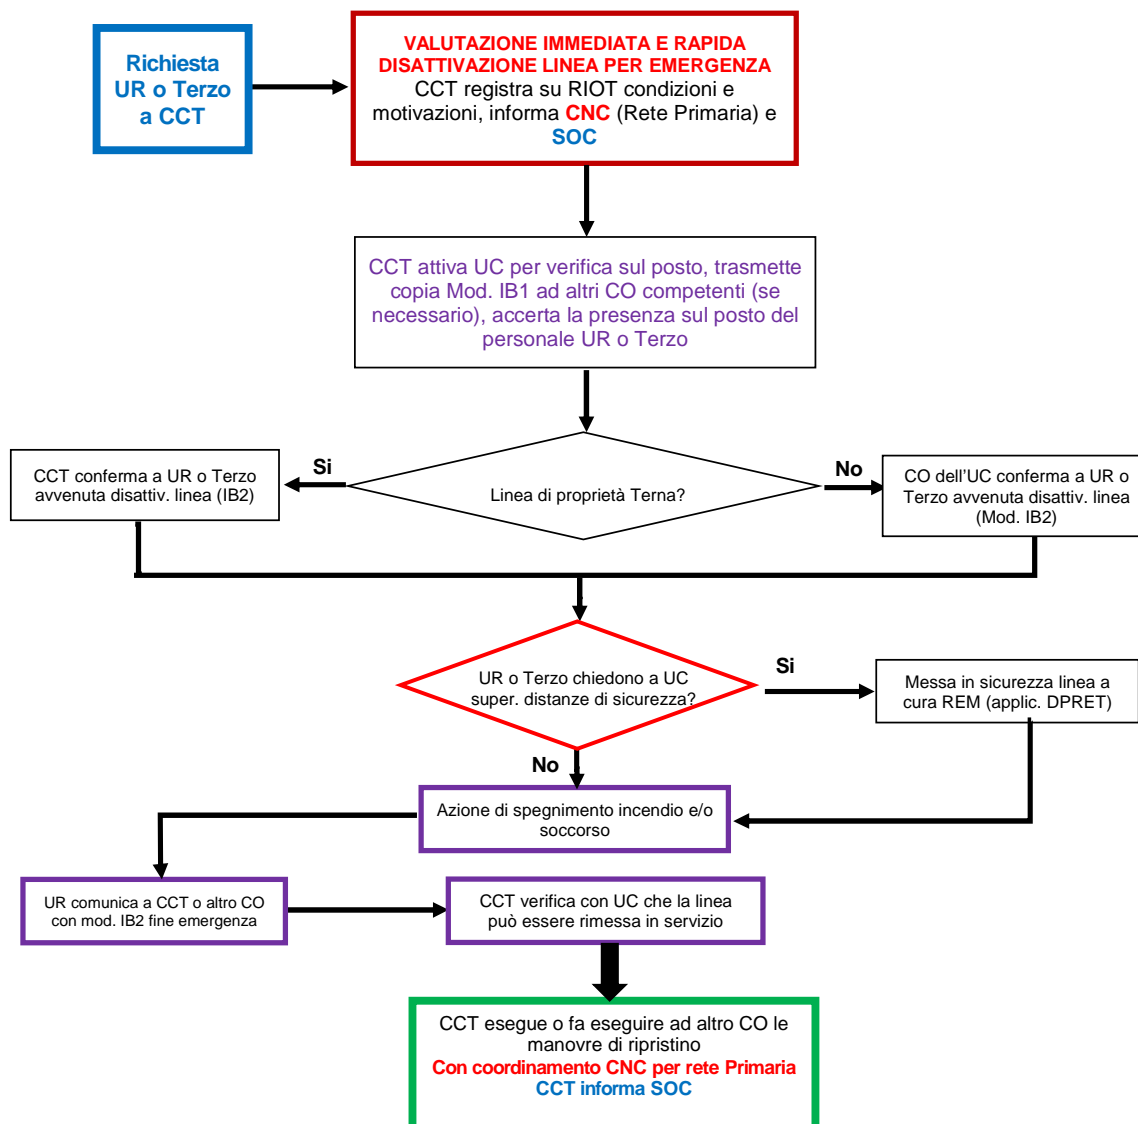 Richiesta
UR o Terzo
a CCT
VALUTAZIONE IMMEDIATA E RAPIDA
DISATTIVAZIONE LINEA PER EMERGENZA
CCT registra su RIOT condizioni e
motivazioni, informa CNC (Rete Primaria) e
SOC
CCT attiva UC per verifica sul posto, trasmette
copia Mod. IB1 ad altri CO competenti (se
necessario), accerta la presenza sul posto del
personale UR o Terzo
Linea di proprietà Terna?
Si
No
CCT conferma a UR o Terzo
avvenuta disattiv. linea (IB2)
CO dell’UC conferma a UR o
Terzo avvenuta disattiv. linea
(Mod. IB2)
UR o Terzo chiedono a UC
super. distanze di sicurezza?
Si
No
Messa in sicurezza linea a
cura REM (applic. DPRET)
Azione di spegnimento incendio e/o
soccorso
UR comunica a CCT o altro CO
con mod. IB2 fine emergenza
CCT verifica con UC che la linea
può essere rimessa in servizio
CCT esegue o fa eseguire ad altro CO le
manovre di ripristino
Con coordinamento CNC per rete Primaria
CCT informa SOC